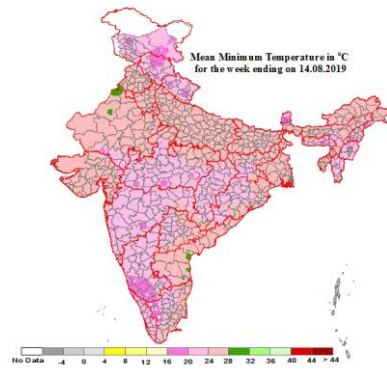 Mean Minimum Temperature in °C
for the week ending on 14.08.2019
No Data -4 0 4 8 12 16 20 24 28 32 36 40 44 > 44